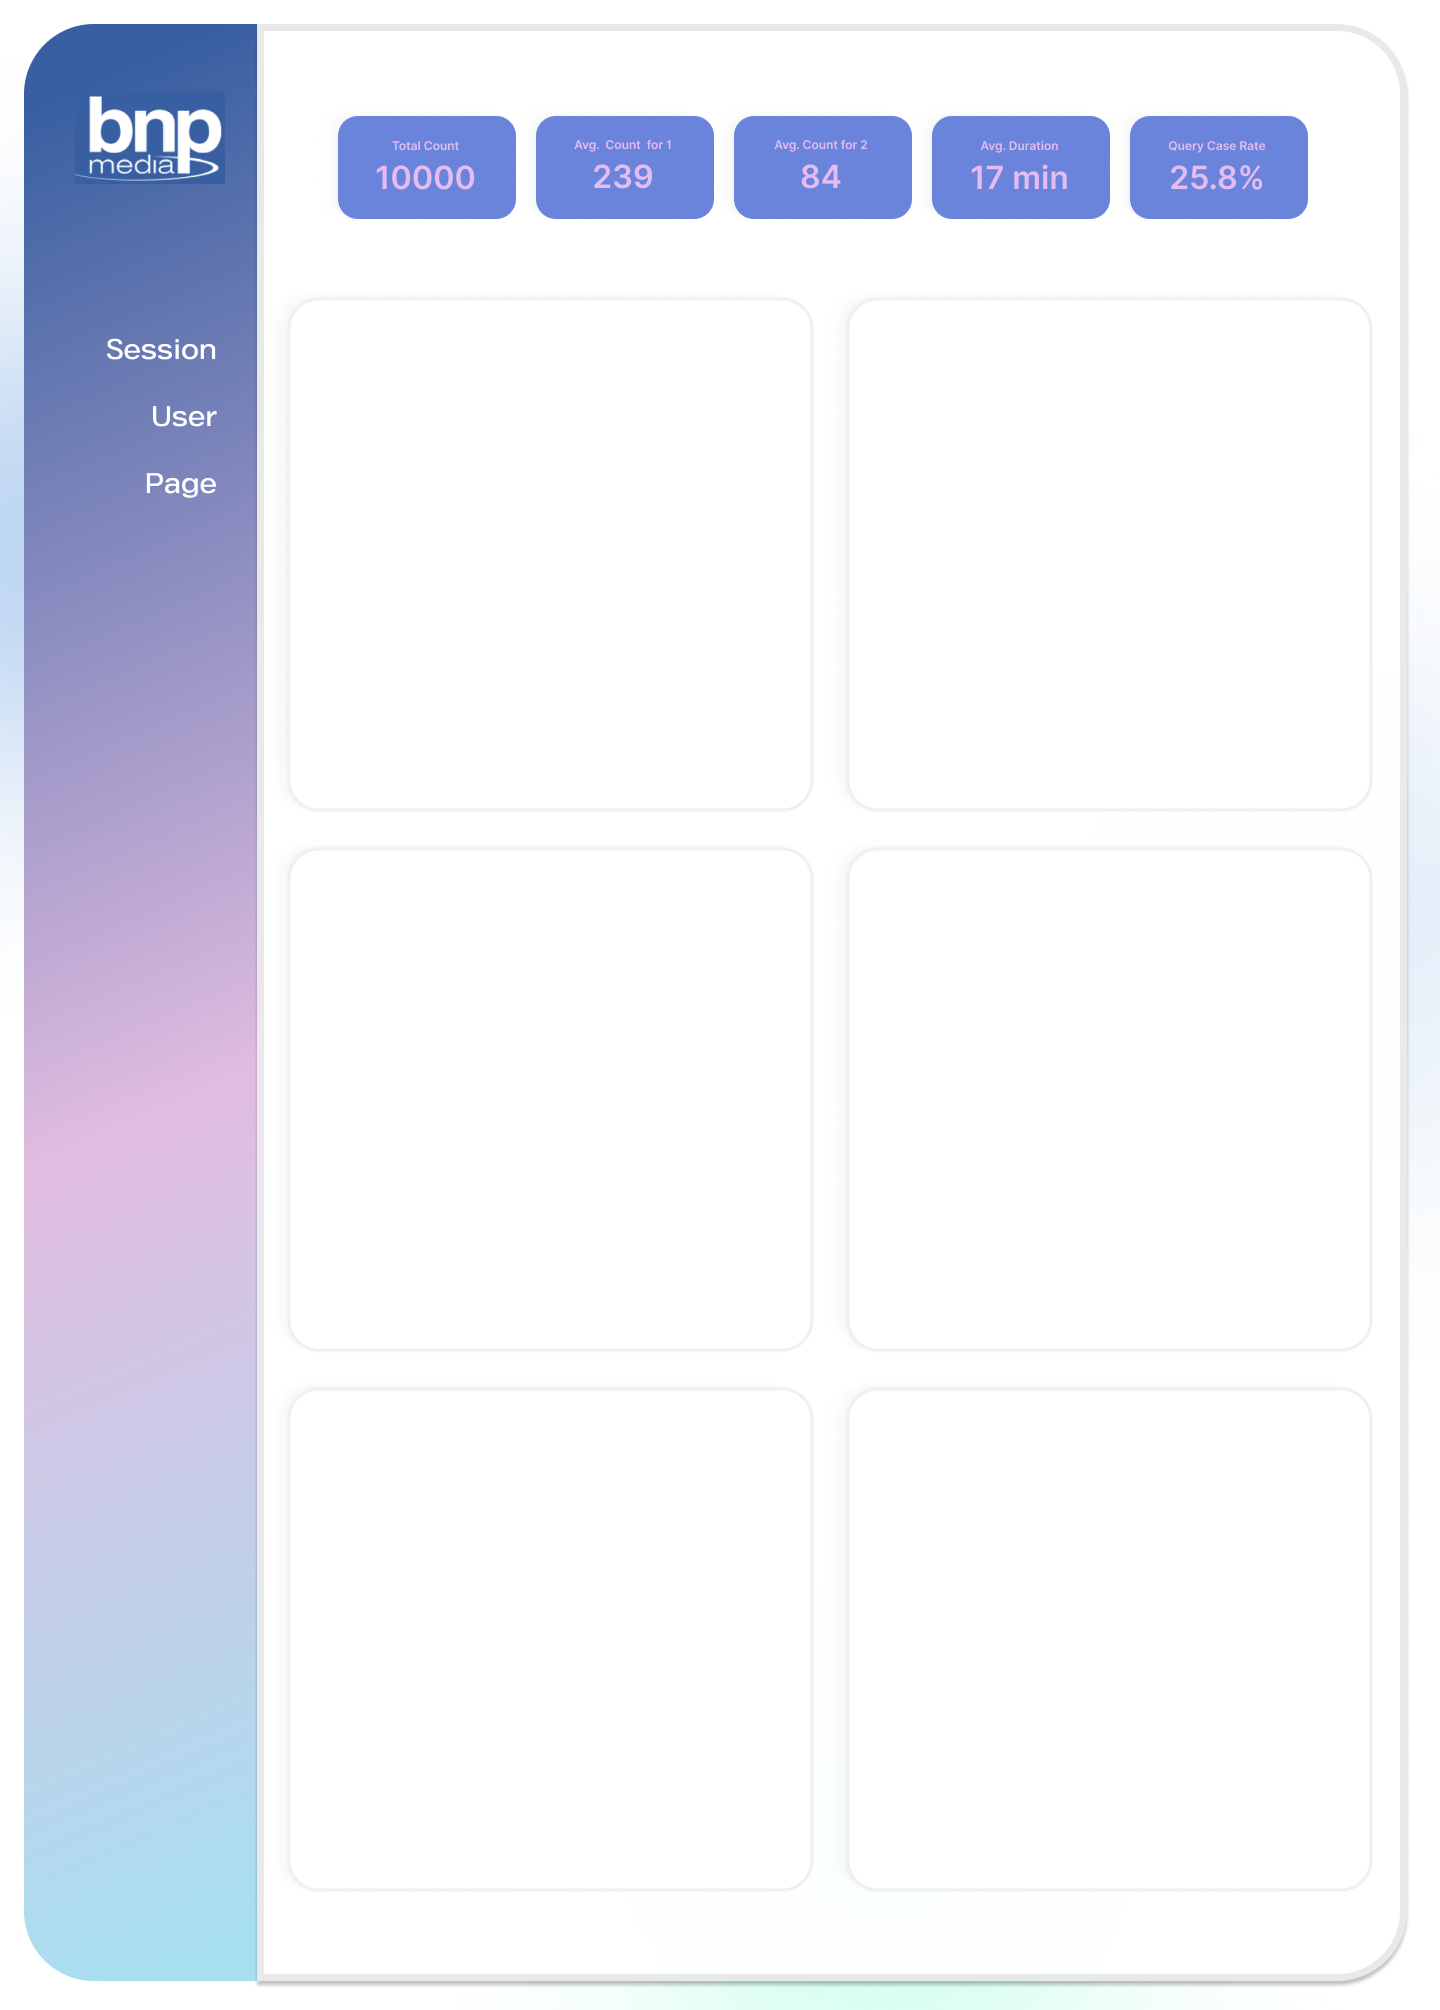 bnp
media
Session
User
Page
Total Count
10000
Avg. Count for 1
239
Avg. Count for 2
84
Avg. Duration
17 min
Query Case Rate
25.8%